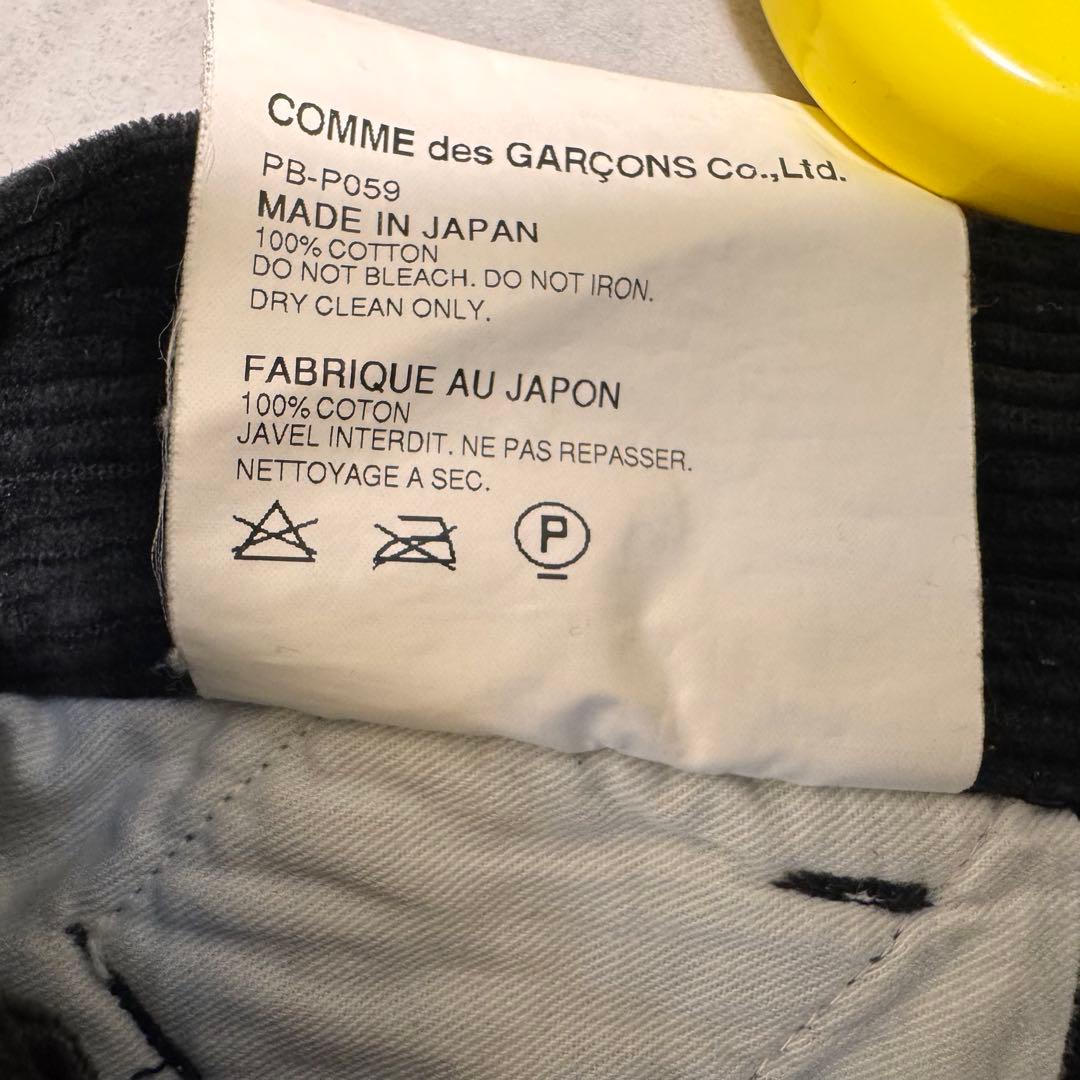 COMME des GARÇONS Co.,Ltd.
PB-P059
MADE IN JAPAN
100% COTTON
DO NOT BLEACH. DO NOT IRON.
DRY CLEAN ONLY.
FABRIQUE AU JAPON
100% COTON
JAVEL INTERDIT. NE PAS REPASSER.
NETTOYAGE A SEC.
P